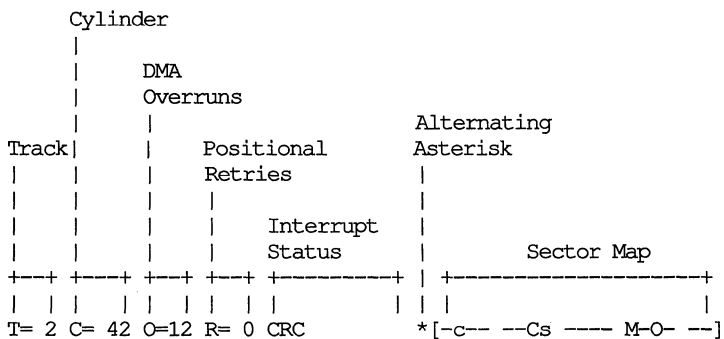 Cylinder
|
| DMA
| Overruns
| | Alternating
Track| | Positional Asterisk
| | | Retries |
| | | | |
| | | | Interrupt |
| | | | Status | Sector Map
+--+ +---+ +--+ +--+ +----------+ | +---------------------+
| | | | | | | | | | | | |
T= 2 C= 42 O=12 R= 0 CRC *[-c-- --Cs ---- M-O- ---]